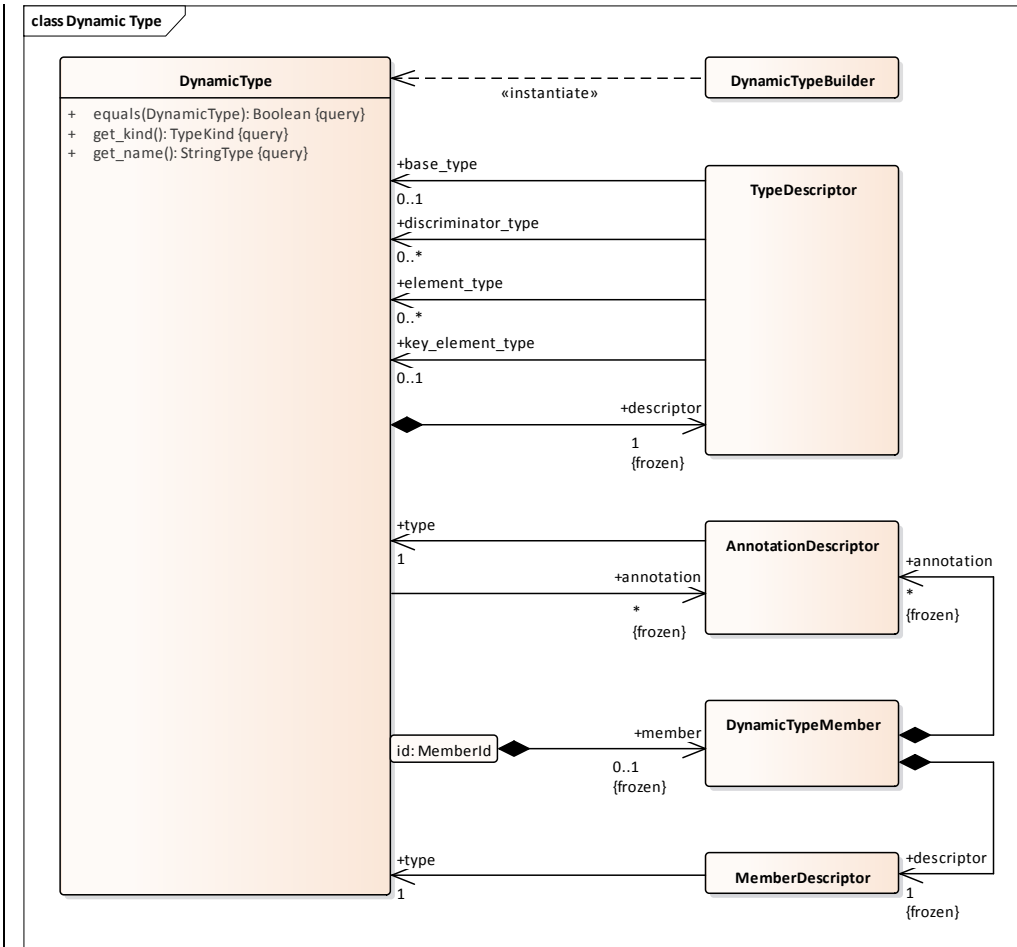 class Dynamic Type
DynamicType
+ equals(DynamicType): Boolean {query}
+ get_kind(): TypeKind {query}
+ get_name(): StringType {query}
DynamicTypeBuilder
«instantiate»
TypeDescriptor
+base_type
0..1
+discriminator_type
0..*
+element_type
0..*
+key_element_type
0..1
+descriptor
1
{frozen}
AnnotationDescriptor
+type
1
+annotation
*
{frozen}
+annotation
*
{frozen}
DynamicTypeMember
id: MemberId
+member
0..1
{frozen}
MemberDescriptor
+type
1
+descriptor
1
{frozen}